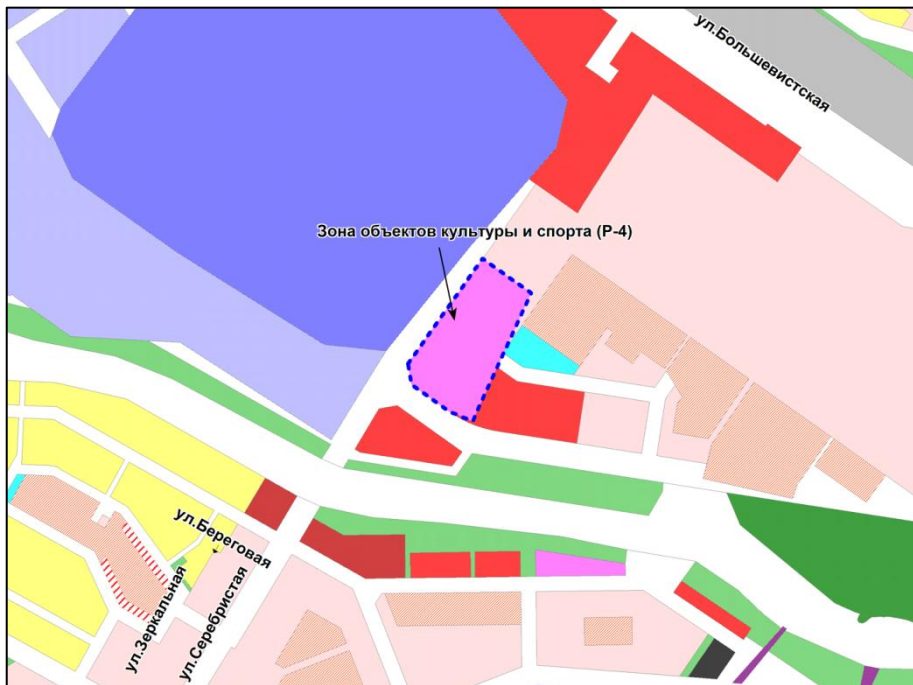 ул.Большевистская
Зона объектов культуры и спорта (Р-4)
ул.Береговая
ул.Зеркальная
ул.Серебристая